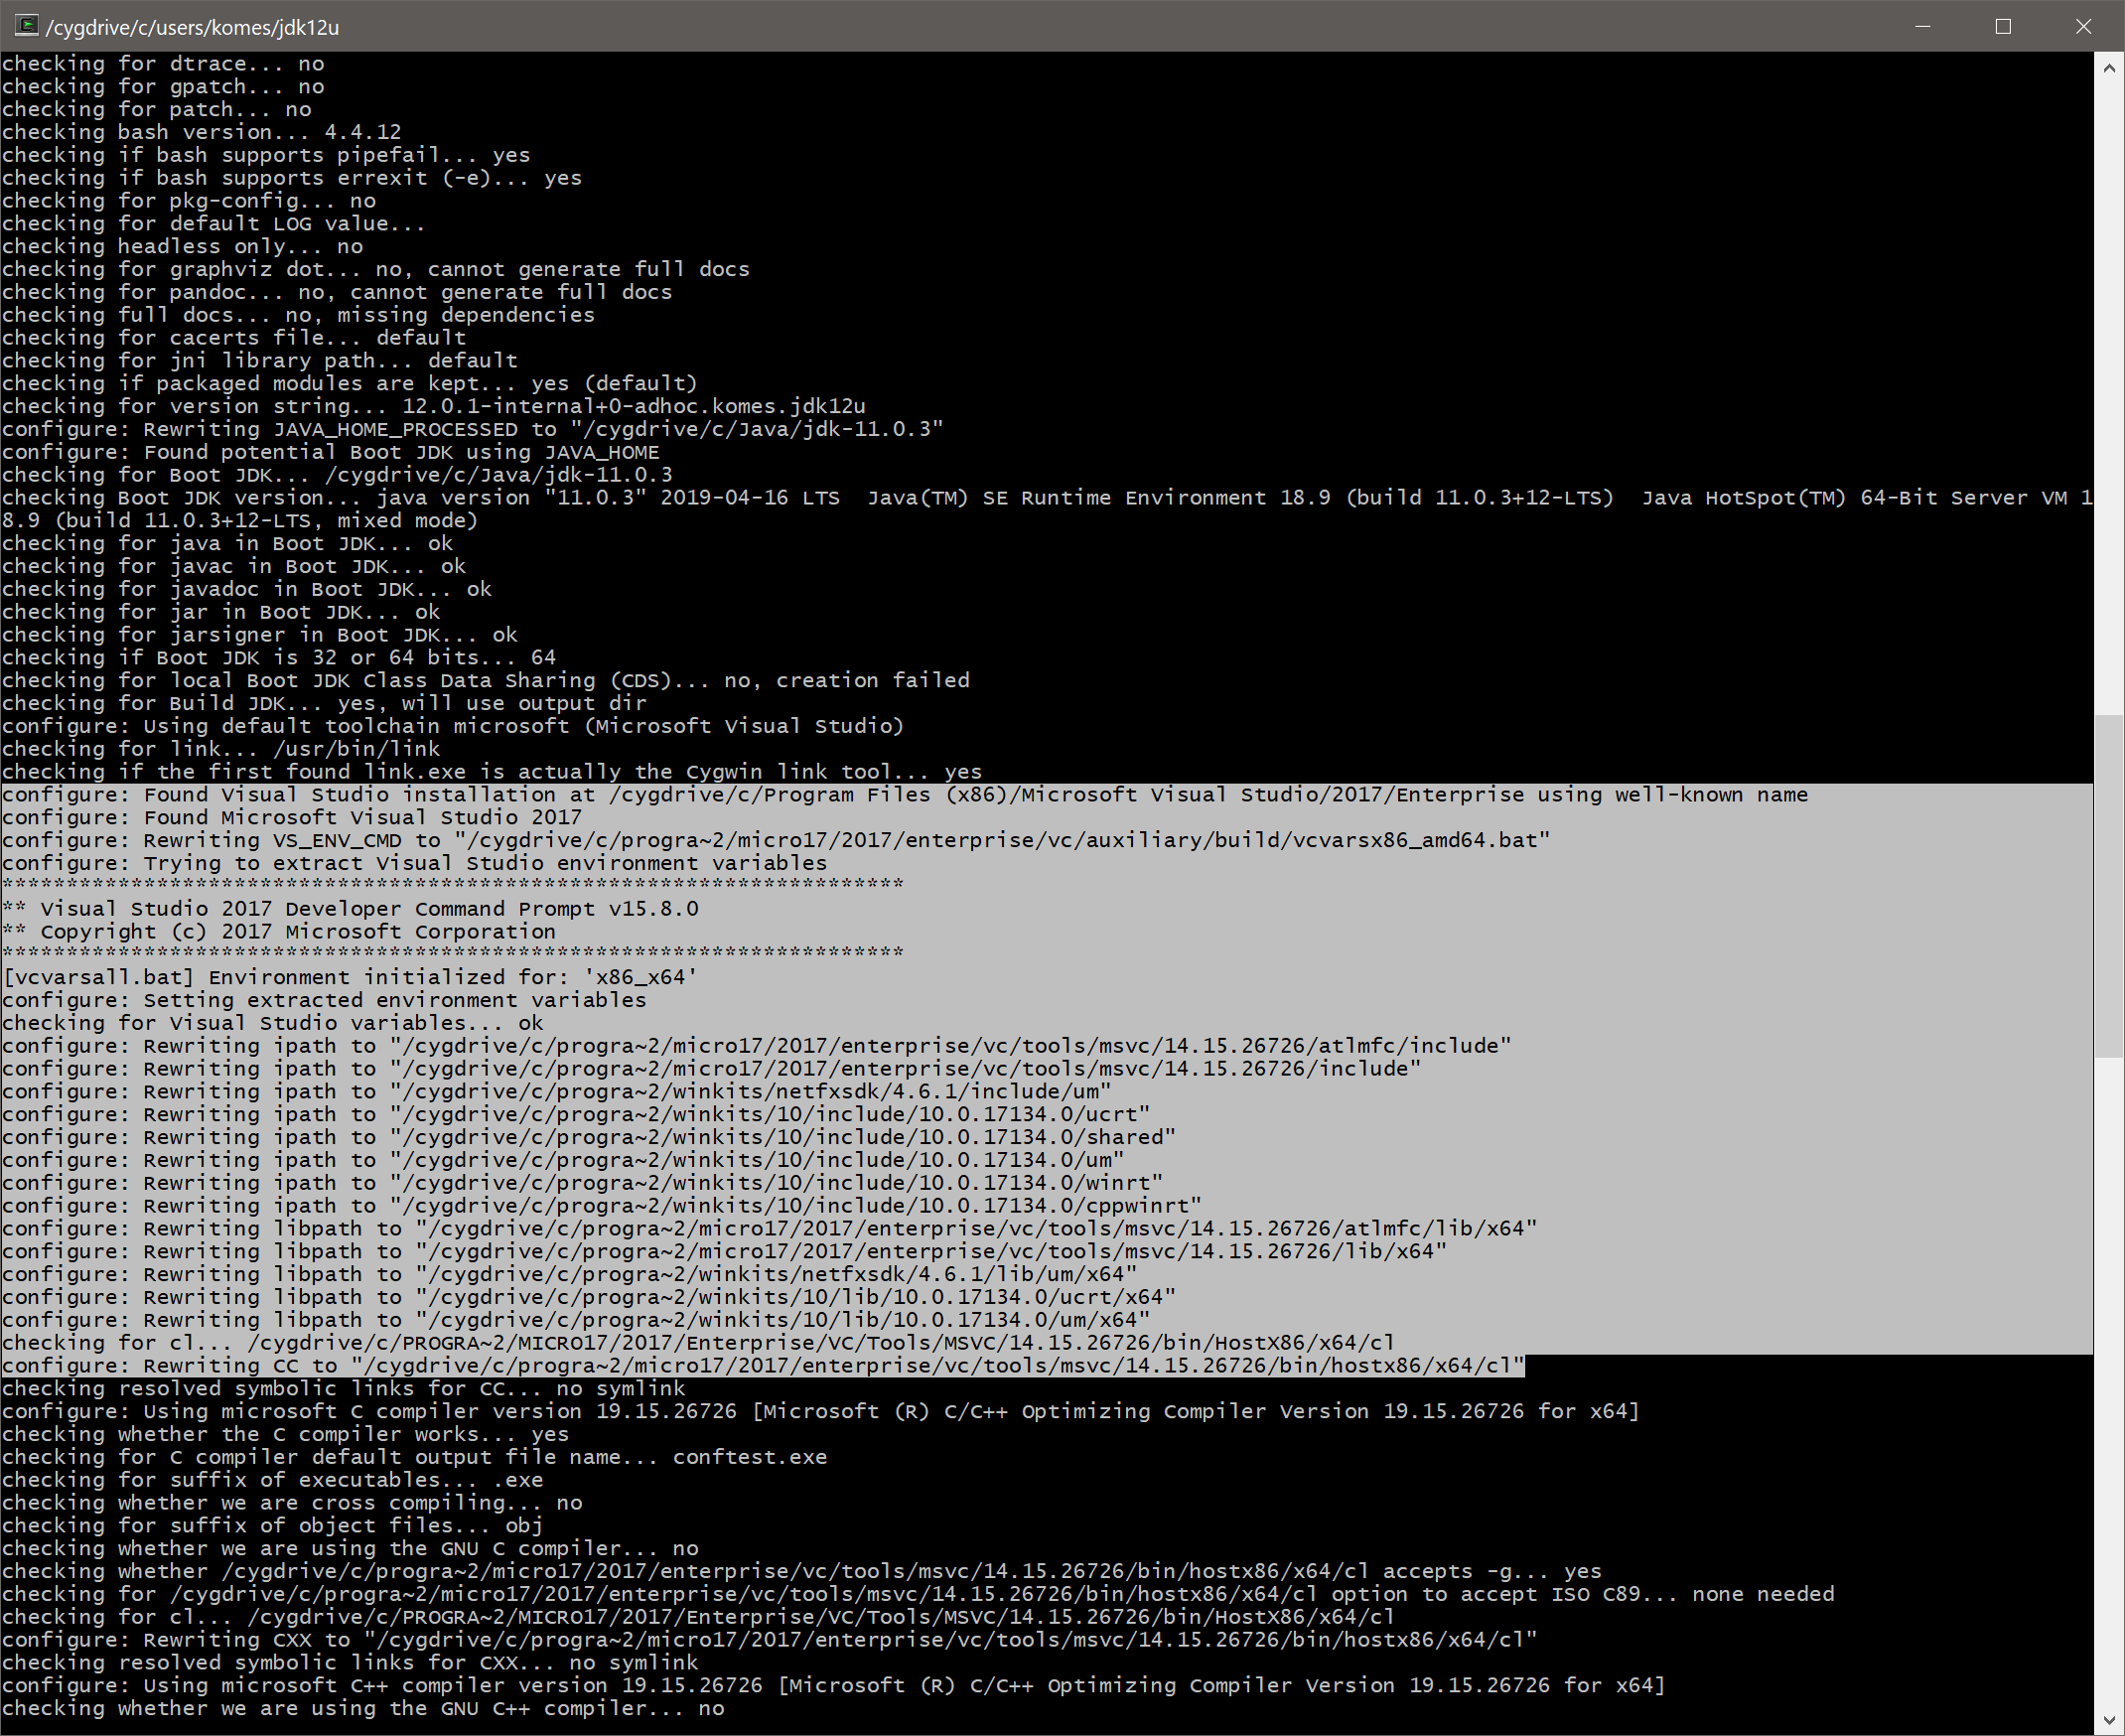 /cygdrive/c/users/komes/jdk12u
checking for dtrace... no
checking for gpatch... no
checking for patch... no
checking bash version... 4.4.12
checking if bash supports pipefail... yes
checking if bash supports errexit (-e)... yes
checking for pkg-config... no
checking for default LOG value...
checking headless only... no
checking for graphviz dot... no, cannot generate full docs
checking for pandoc... no, cannot generate full docs
checking full docs... no, missing dependencies
checking for cacerts file... default
checking for jni library path... default
checking if packaged modules are kept... yes (default)
checking for version string... 12.0.1-internal+0-adhoc.komes.jdk12u
configure: Rewriting JAVA_HOME_PROCESSED to "/cygdrive/c/Java/jdk-11.0.3"
configure: Found potential Boot JDK using JAVA_HOME
checking for Boot JDK... /cygdrive/c/Java/jdk-11.0.3
checking Boot JDK version... java version "11.0.3" 2019-04-16 LTS  Java(TM) SE Runtime Environment 18.9 (build 11.0.3+12-LTS)  Java HotSpot(TM) 64-Bit Server VM 1
8.9 (build 11.0.3+12-LTS, mixed mode)
checking for java in Boot JDK... ok
checking for javac in Boot JDK... ok
checking for javadoc in Boot JDK... ok
checking for jar in Boot JDK... ok
checking for jarsigner in Boot JDK... ok
checking if Boot JDK is 32 or 64 bits... 64
checking for local Boot JDK Class Data Sharing (CDS)... no, creation failed
checking for Build JDK... yes, will use output dir
configure: Using default toolchain microsoft (Microsoft Visual Studio)
checking for link... /usr/bin/link
checking if the first found link.exe is actually the Cygwin link tool... yes
configure: Found Visual Studio installation at /cygdrive/c/Program Files (x86)/Microsoft Visual Studio/2017/Enterprise using well-known name
configure: Found Microsoft Visual Studio 2017
configure: Rewriting VS_ENV_CMD to "/cygdrive/c/progra~2/micro17/2017/enterprise/vc/auxiliary/build/vcvarsx86_amd64.bat"
configure: Trying to extract Visual Studio environment variables
**********************************************************************
** Visual Studio 2017 Developer Command Prompt v15.8.0
** Copyright (c) 2017 Microsoft Corporation
**********************************************************************
[vcvarsall.bat] Environment initialized for: 'x86_x64'
configure: Setting extracted environment variables
checking for Visual Studio variables... ok
configure: Rewriting ipath to "/cygdrive/c/progra~2/micro17/2017/enterprise/vc/tools/msvc/14.15.26726/atlmfc/include"
configure: Rewriting ipath to "/cygdrive/c/progra~2/micro17/2017/enterprise/vc/tools/msvc/14.15.26726/include"
configure: Rewriting ipath to "/cygdrive/c/progra~2/winkits/netfxsdk/4.6.1/include/um"
configure: Rewriting ipath to "/cygdrive/c/progra~2/winkits/10/include/10.0.17134.0/ucrt"
configure: Rewriting ipath to "/cygdrive/c/progra~2/winkits/10/include/10.0.17134.0/shared"
configure: Rewriting ipath to "/cygdrive/c/progra~2/winkits/10/include/10.0.17134.0/um"
configure: Rewriting ipath to "/cygdrive/c/progra~2/winkits/10/include/10.0.17134.0/winrt"
configure: Rewriting ipath to "/cygdrive/c/progra~2/winkits/10/include/10.0.17134.0/cppwinrt"
configure: Rewriting libpath to "/cygdrive/c/progra~2/micro17/2017/enterprise/vc/tools/msvc/14.15.26726/atlmfc/lib/x64"
configure: Rewriting libpath to "/cygdrive/c/progra~2/micro17/2017/enterprise/vc/tools/msvc/14.15.26726/lib/x64"
configure: Rewriting libpath to "/cygdrive/c/progra~2/winkits/netfxsdk/4.6.1/lib/um/x64"
configure: Rewriting libpath to "/cygdrive/c/progra~2/winkits/10/lib/10.0.17134.0/ucrt/x64"
configure: Rewriting libpath to "/cygdrive/c/progra~2/winkits/10/lib/10.0.17134.0/um/x64"
checking for cl... /cygdrive/c/PROGRA~2/MICRO17/2017/Enterprise/VC/Tools/MSVC/14.15.26726/bin/HostX86/x64/cl
configure: Rewriting CC to "/cygdrive/c/progra~2/micro17/2017/enterprise/vc/tools/msvc/14.15.26726/bin/hostx86/x64/cl"
checking resolved symbolic links for CC... no symlink
configure: Using microsoft C compiler version 19.15.26726 [Microsoft (R) C/C++ Optimizing Compiler Version 19.15.26726 for x64]
checking whether the C compiler works... yes
checking for C compiler default output file name... conftest.exe
checking for suffix of executables... .exe
checking whether we are cross compiling... no
checking for suffix of object files... obj
checking whether we are using the GNU C compiler... no
checking whether /cygdrive/c/progra~2/micro17/2017/enterprise/vc/tools/msvc/14.15.26726/bin/hostx86/x64/cl accepts -g... yes
checking for /cygdrive/c/progra~2/micro17/2017/enterprise/vc/tools/msvc/14.15.26726/bin/hostx86/x64/cl option to accept ISO C89... none needed
checking for cl... /cygdrive/c/PROGRA~2/MICRO17/2017/Enterprise/VC/Tools/MSVC/14.15.26726/bin/HostX86/x64/cl
configure: Rewriting CXX to "/cygdrive/c/progra~2/micro17/2017/enterprise/vc/tools/msvc/14.15.26726/bin/hostx86/x64/cl"
checking resolved symbolic links for CXX... no symlink
configure: Using microsoft C++ compiler version 19.15.26726 [Microsoft (R) C/C++ Optimizing Compiler Version 19.15.26726 for x64]
checking whether we are using the GNU C++ compiler... no